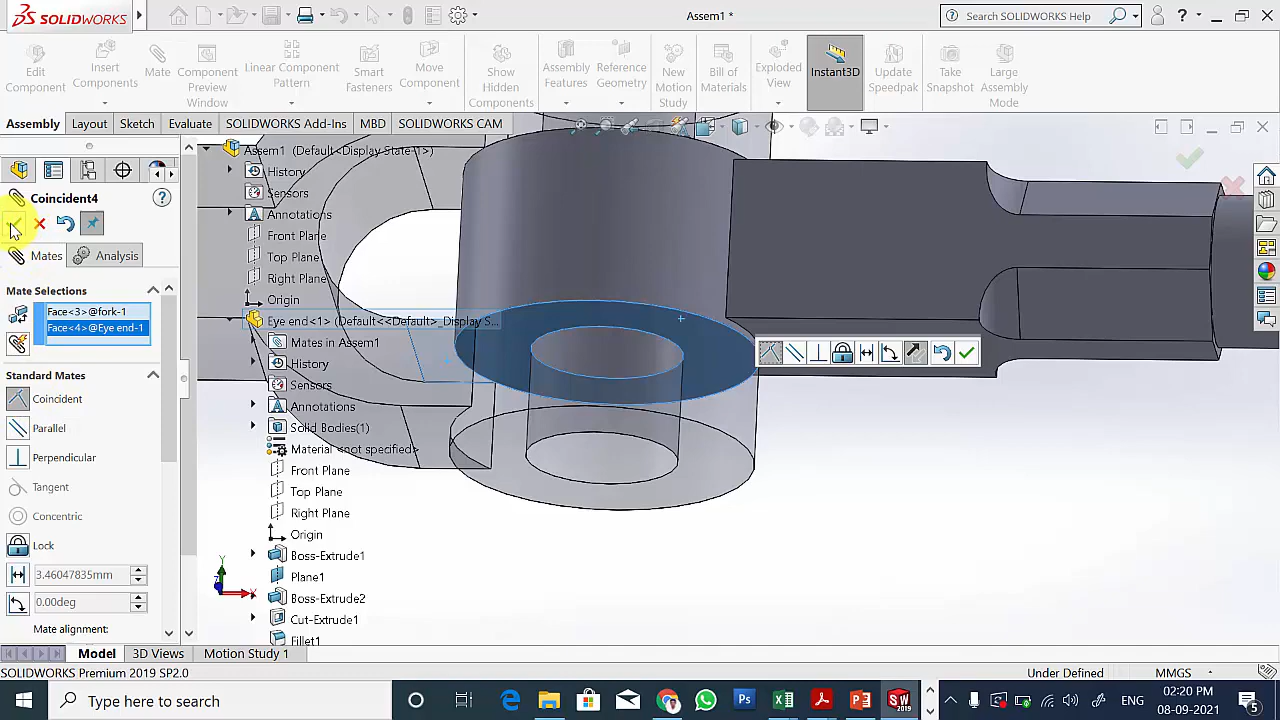 SOLIDWORKS
Assem1 *
Search SOLIDWORKS Help
?
Edit Component
Insert Components
Mate
Component Preview Window
Linear Component Pattern
Smart Fasteners
Move Component
Show Hidden Components
Assembly Features
Reference Geometry
New Motion Study
Bill of Materials
Exploded View
Instant3D
Update Speedpak
Take Snapshot
Large Assembly Mode
Assembly
Layout
Sketch
Evaluate
SOLIDWORKS Add-Ins
MBD
SOLIDWORKS CAM
Assem1 (Default<Display State-1>)
History
Sensors
Annotations
Front Plane
Top Plane
Right Plane
Origin
Eye end<1> (Default<<Default>_Display S...
Mates in Assem1
History
Sensors
Annotations
Solid Bodies(1)
Material <not specified>
Front Plane
Top Plane
Right Plane
Origin
Boss-Extrude1
Plane1
Boss-Extrude2
Cut-Extrude1
Fillet1
Coincident4
?
Mates
Analysis
Mate Selections
Face<3>@fork-1
Face<4>@Eye end-1
Standard Mates
Coincident
Parallel
Perpendicular
Tangent
Concentric
Lock
3.46047835mm
0.00deg
Mate alignment:
Y
X
Z
Model
3D Views
Motion Study 1
SOLIDWORKS Premium 2019 SP2.0
Under Defined
MMGS
Type here to search
ENG
02:20 PM
08-09-2021